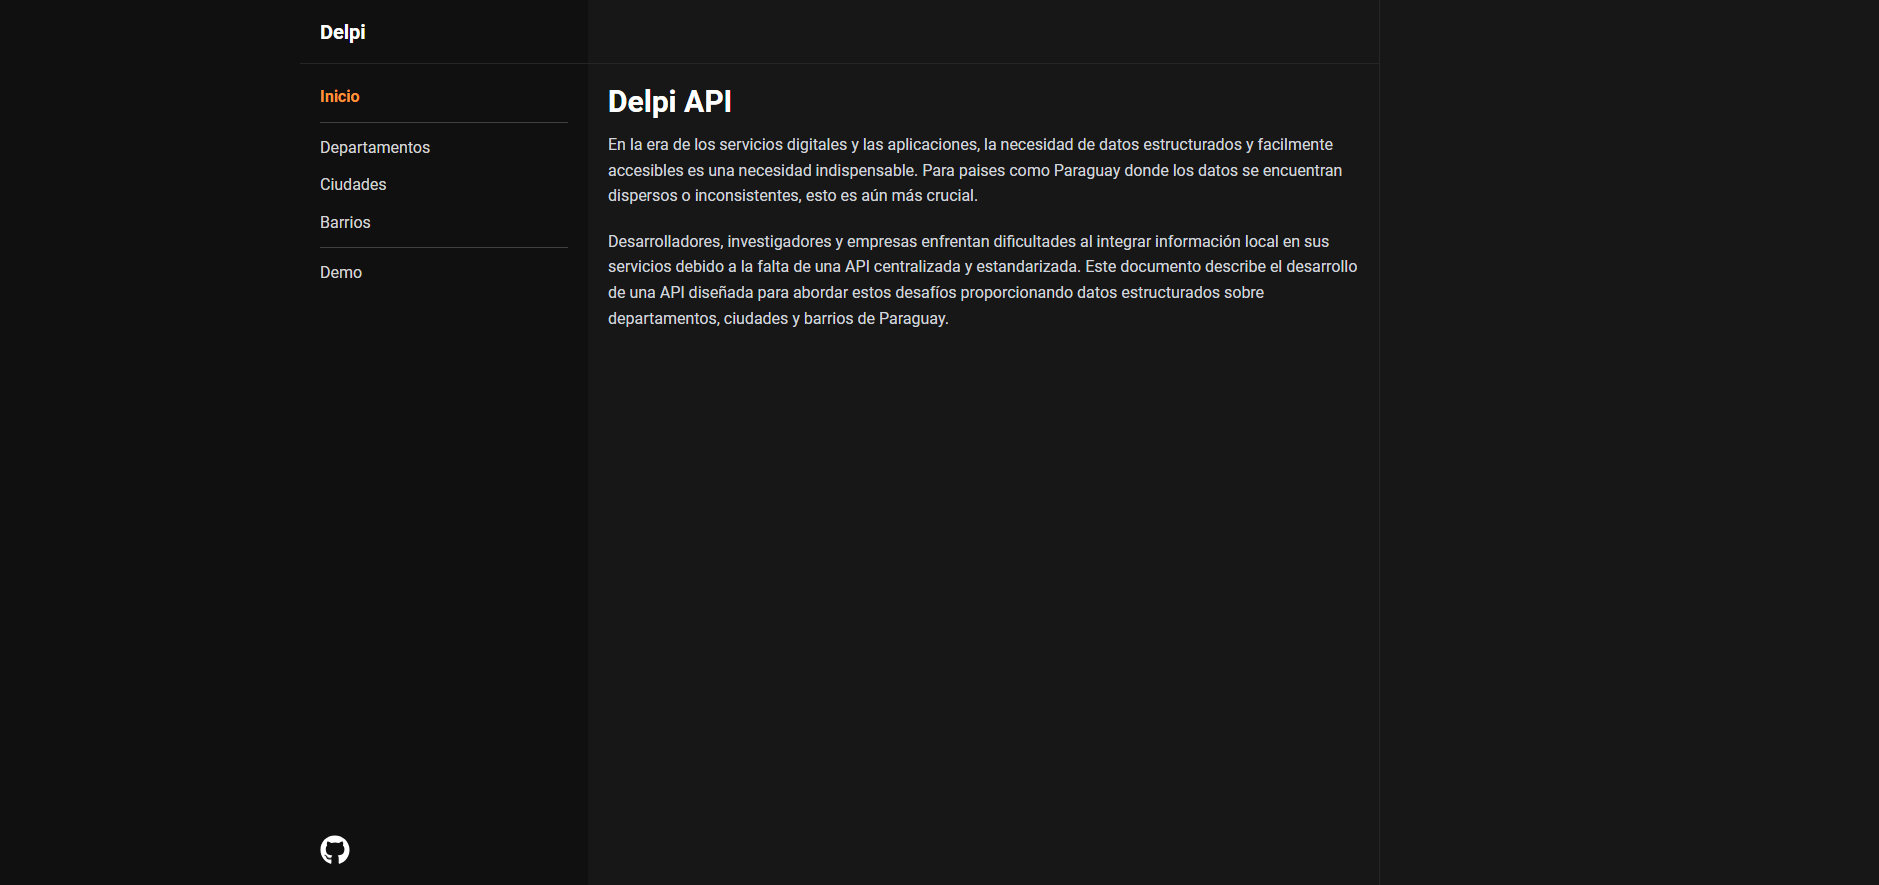 Delpi
Inicio
Departamentos
Ciudades
Barrios
Demo
Delpi API
En la era de los servicios digitales y las aplicaciones, la necesidad de datos estructurados y facilmente
accesibles es una necesidad indispensable. Para paises como Paraguay donde los datos se encuentran
dispersos o inconsistentes, esto es aún más crucial.
Desarrolladores, investigadores y empresas enfrentan dificultades al integrar información local en sus
servicios debido a la falta de una API centralizada y estandarizada. Este documento describe el desarrollo
de una API diseñada para abordar estos desafíos proporcionando datos estructurados sobre
departamentos, ciudades y barrios de Paraguay.